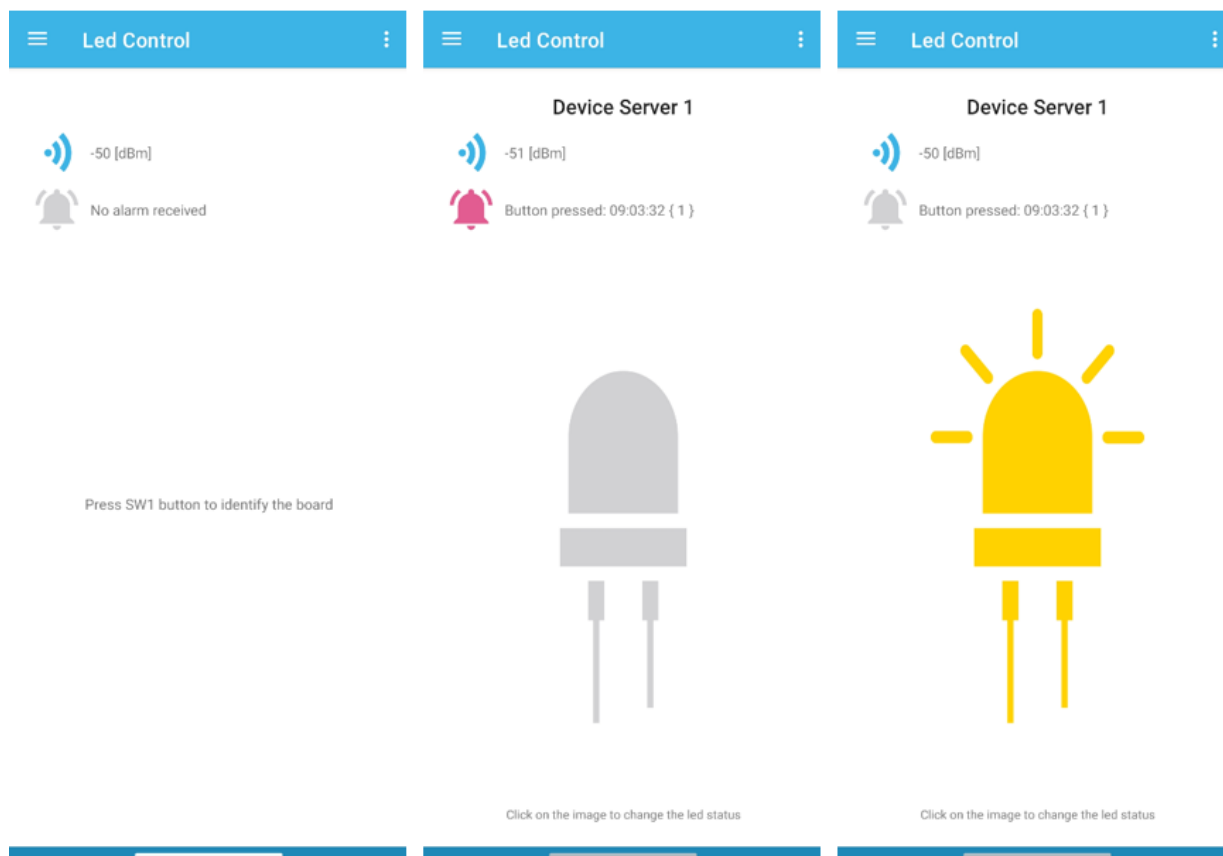 Led Control
-50 [dBm]
No alarm received
Press SW1 button to identify the board
Led Control
Device Server 1
-51 [dBm]
Button pressed: 09:03:32 { 1 }
Click on the image to change the led status
Led Control
Device Server 1
-50 [dBm]
Button pressed: 09:03:32 { 1 }
Click on the image to change the led status